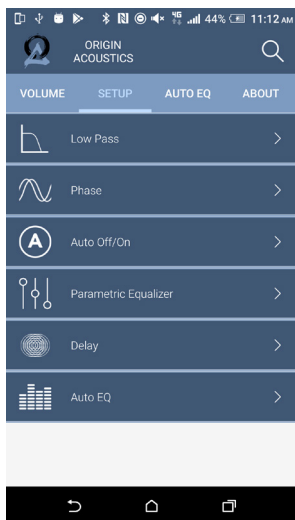 4G 44% 11:12 AM
ORIGIN
ACOUSTICS
VOLUME SETUP AUTO EQ ABOUT
Low Pass
Phase
A Auto Off/On
Parametric Equalizer
Delay
Auto EQ